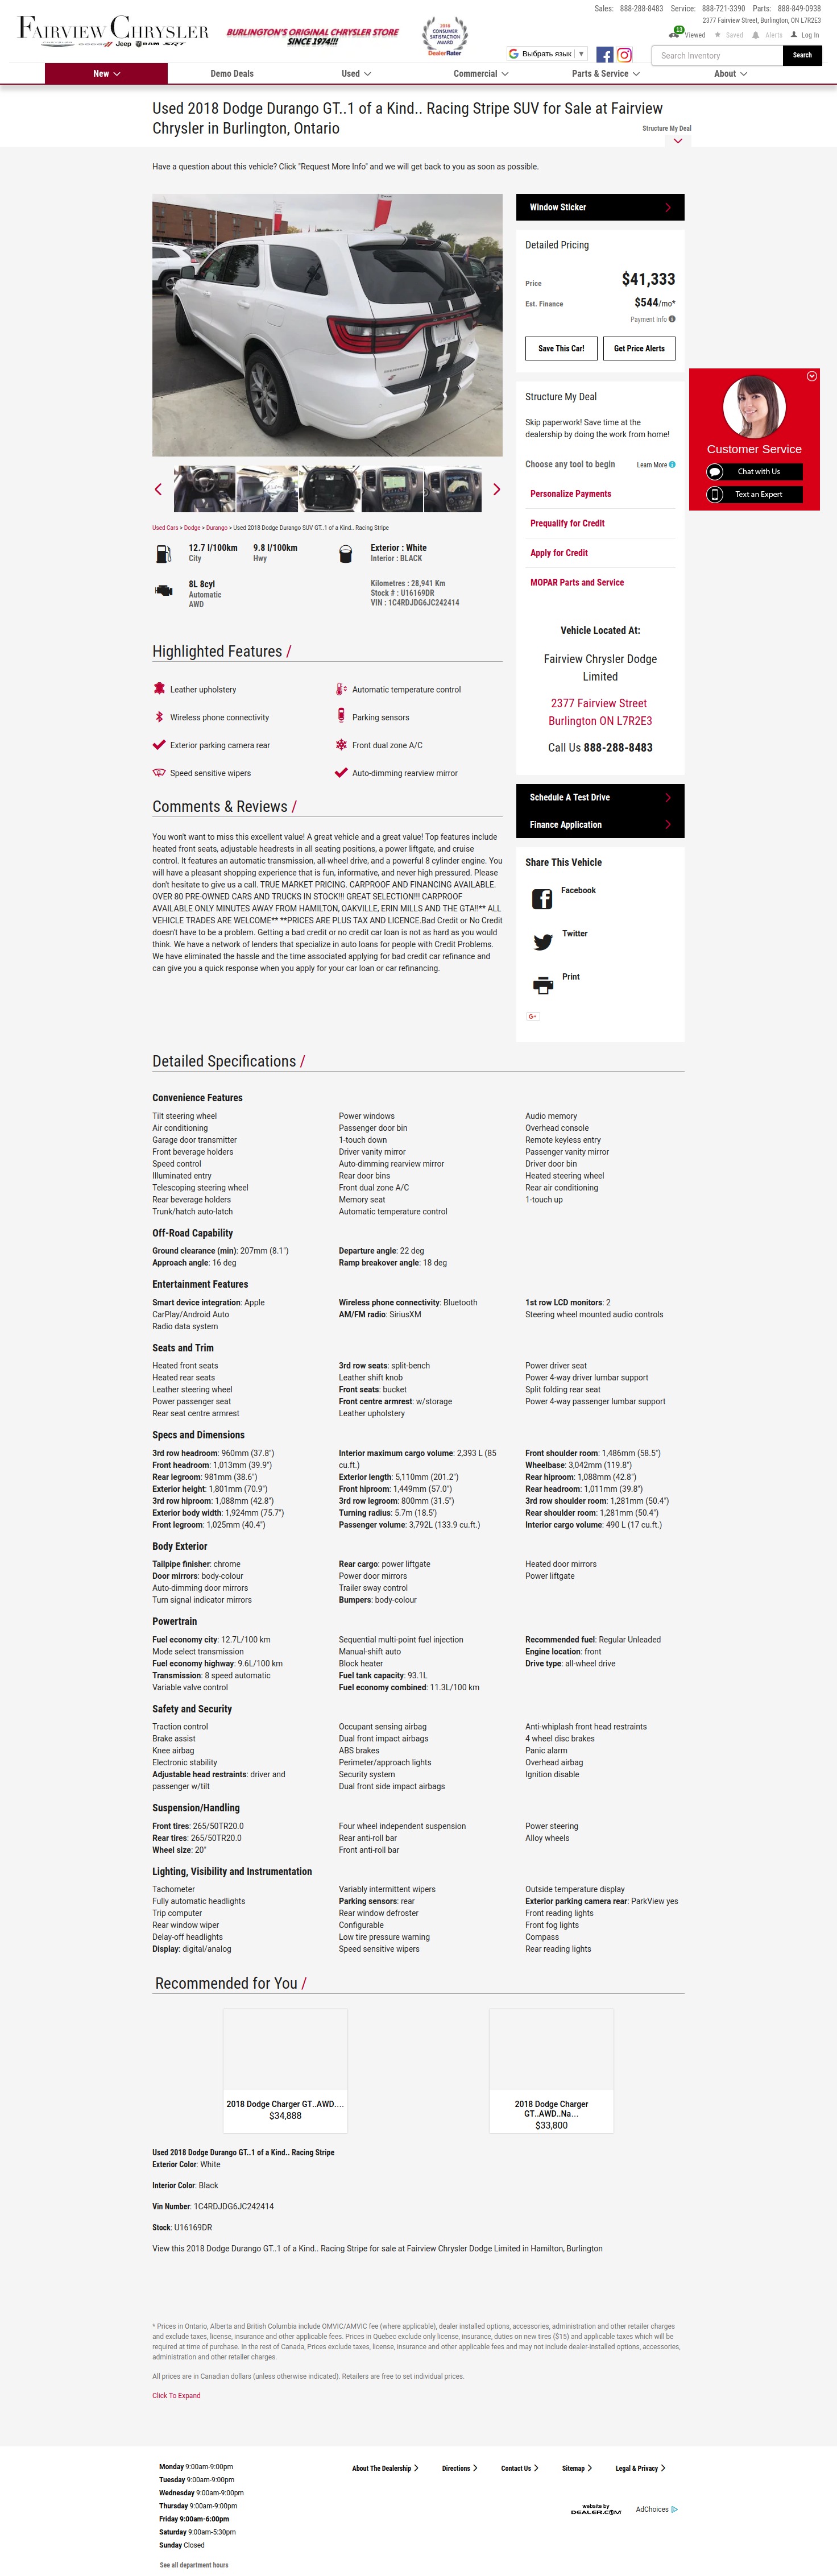 Sales: 888-288-8483 Service: 888-721-3390 Parts: 888-849-0938
2377 Fairview Street, Burlington, ON L7R2E3
FAIRVIEW CHRYSLER
Jeep RAM SRT
BURLINGTON'S ORIGINAL CHRYSLER STORE
SINCE 1974!!!
2018
CONSUMER
SATISFACTION
AWARD
DealerRater
13
Viewed Saved Alerts Log In
Выбрать язык ▼
Search Inventory
Search
New Demo Deals Used Commercial Parts & Service About
Used 2018 Dodge Durango GT..1 of a Kind.. Racing Stripe SUV for Sale at Fairview
Chrysler in Burlington, Ontario
Structure My Deal
Have a question about this vehicle? Click "Request More Info" and we will get back to you as soon as possible.
Window Sticker
Detailed Pricing
Price $41,333
Est. Finance $544/mo*
Payment Info
Save This Car! Get Price Alerts
Structure My Deal
Skip paperwork! Save time at the
dealership by doing the work from home!
Choose any tool to begin Learn More
Personalize Payments
Prequalify for Credit
Apply for Credit
MOPAR Parts and Service
Customer Service
Chat with Us
Text an Expert
Vehicle Located At:
Fairview Chrysler Dodge
Limited
2377 Fairview Street
Burlington ON L7R2E3
Call Us 888-288-8483
Schedule A Test Drive
Finance Application
Share This Vehicle
Facebook
Twitter
Print
G+
Used Cars > Dodge > Durango > Used 2018 Dodge Durango SUV GT..1 of a Kind.. Racing Stripe
12.7 l/100km 9.8 l/100km
City Hwy
Exterior : White
Interior : BLACK
8L 8cyl
Automatic
AWD
Kilometres : 28,941 Km
Stock # : U16169DR
VIN : 1C4RDJDG6JC242414
Highlighted Features /
Leather upholstery Automatic temperature control
Wireless phone connectivity Parking sensors
Exterior parking camera rear Front dual zone A/C
Speed sensitive wipers Auto-dimming rearview mirror
Comments & Reviews /
You won't want to miss this excellent value! A great vehicle and a great value! Top features include
heated front seats, adjustable headrests in all seating positions, a power liftgate, and cruise
control. It features an automatic transmission, all-wheel drive, and a powerful 8 cylinder engine. You
will have a pleasant shopping experience that is fun, informative, and never high pressured. Please
don't hesitate to give us a call. TRUE MARKET PRICING. CARPROOF AND FINANCING AVAILABLE.
OVER 80 PRE-OWNED CARS AND TRUCKS IN STOCK!!! GREAT SELECTION!!! CARPROOF
AVAILABLE ONLY MINUTES AWAY FROM HAMILTON, OAKVILLE, ERIN MILLS AND THE GTA!!** ALL
VEHICLE TRADES ARE WELCOME** **PRICES ARE PLUS TAX AND LICENCE.Bad Credit or No Credit
doesn't have to be a problem. Getting a bad credit or no credit car loan is not as hard as you would
think. We have a network of lenders that specialize in auto loans for people with Credit Problems.
We have eliminated the hassle and the time associated applying for bad credit car refinance and
can give you a quick response when you apply for your car loan or car refinancing.
Detailed Specifications /
Convenience Features
Tilt steering wheel Power windows Audio memory
Air conditioning Passenger door bin Overhead console
Garage door transmitter 1-touch down Remote keyless entry
Front beverage holders Driver vanity mirror Passenger vanity mirror
Speed control Auto-dimming rearview mirror Driver door bin
Illuminated entry Rear door bins Heated steering wheel
Telescoping steering wheel Front dual zone A/C Rear air conditioning
Rear beverage holders Memory seat 1-touch up
Trunk/hatch auto-latch Automatic temperature control
Off-Road Capability
Ground clearance (min): 207mm (8.1") Departure angle: 22 deg
Approach angle: 16 deg Ramp breakover angle: 18 deg
Entertainment Features
Smart device integration: Apple Wireless phone connectivity: Bluetooth 1st row LCD monitors: 2
CarPlay/Android Auto AM/FM radio: SiriusXM Steering wheel mounted audio controls
Radio data system
Seats and Trim
Heated front seats 3rd row seats: split-bench Power driver seat
Heated rear seats Leather shift knob Power 4-way driver lumbar support
Leather steering wheel Front seats: bucket Split folding rear seat
Power passenger seat Front centre armrest: w/storage Power 4-way passenger lumbar support
Rear seat centre armrest Leather upholstery
Specs and Dimensions
3rd row headroom: 960mm (37.8") Interior maximum cargo volume: 2,393 L (85 Front shoulder room: 1,486mm (58.5")
Front headroom: 1,013mm (39.9") cu.ft.) Wheelbase: 3,042mm (119.8")
Rear legroom: 981mm (38.6") Exterior length: 5,110mm (201.2") Rear hiproom: 1,088mm (42.8")
Exterior height: 1,801mm (70.9") Front hiproom: 1,449mm (57.0") Rear headroom: 1,011mm (39.8")
3rd row hiproom: 1,088mm (42.8") 3rd row legroom: 800mm (31.5") 3rd row shoulder room: 1,281mm (50.4")
Exterior body width: 1,924mm (75.7") Turning radius: 5.7m (18.5') Rear shoulder room: 1,281mm (50.4")
Front legroom: 1,025mm (40.4") Passenger volume: 3,792L (133.9 cu.ft.) Interior cargo volume: 490 L (17 cu.ft.)
Body Exterior
Tailpipe finisher: chrome Rear cargo: power liftgate Heated door mirrors
Door mirrors: body-colour Power door mirrors Power liftgate
Auto-dimming door mirrors Trailer sway control
Turn signal indicator mirrors Bumpers: body-colour
Powertrain
Fuel economy city: 12.7L/100 km Sequential multi-point fuel injection Recommended fuel: Regular Unleaded
Mode select transmission Manual-shift auto Engine location: front
Fuel economy highway: 9.6L/100 km Block heater Drive type: all-wheel drive
Transmission: 8 speed automatic Fuel tank capacity: 93.1L
Variable valve control Fuel economy combined: 11.3L/100 km
Safety and Security
Traction control Occupant sensing airbag Anti-whiplash front head restraints
Brake assist Dual front impact airbags 4 wheel disc brakes
Knee airbag ABS brakes Panic alarm
Electronic stability Perimeter/approach lights Overhead airbag
Adjustable head restraints: driver and Security system Ignition disable
passenger w/tilt Dual front side impact airbags
Suspension/Handling
Front tires: 265/50TR20.0 Four wheel independent suspension Power steering
Rear tires: 265/50TR20.0 Rear anti-roll bar Alloy wheels
Wheel size: 20" Front anti-roll bar
Lighting, Visibility and Instrumentation
Tachometer Variably intermittent wipers Outside temperature display
Fully automatic headlights Parking sensors: rear Exterior parking camera rear: ParkView yes
Trip computer Rear window defroster Front reading lights
Rear window wiper Configurable Front fog lights
Delay-off headlights Low tire pressure warning Compass
Display: digital/analog Speed sensitive wipers Rear reading lights
Recommended for You /
2018 Dodge Charger GT..AWD.... 2018 Dodge Charger
GT..AWD..Na...
$34,888 $33,800
Used 2018 Dodge Durango GT..1 of a Kind.. Racing Stripe
Exterior Color: White
Interior Color: Black
Vin Number: 1C4RDJDG6JC242414
Stock: U16169DR
View this 2018 Dodge Durango GT..1 of a Kind.. Racing Stripe for sale at Fairview Chrysler Dodge Limited in Hamilton, Burlington
* Prices in Ontario, Alberta and British Columbia include OMVIC/AMVIC fee (where applicable), dealer installed options, accessories, administration and other retailer charges
and exclude taxes, license, insurance and other applicable fees. Prices in Quebec exclude only license, insurance, duties on new tires ($15) and applicable taxes which will be
required at time of purchase. In the rest of Canada, Prices exclude taxes, license, insurance and other applicable fees and may not include dealer-installed options, accessories,
administration and other retailer charges.
All prices are in Canadian dollars (unless otherwise indicated). Retailers are free to set individual prices.
Click To Expand
Monday 9:00am-9:00pm
Tuesday 9:00am-9:00pm
Wednesday 9:00am-9:00pm
Thursday 9:00am-9:00pm
Friday 9:00am-6:00pm
Saturday 9:00am-5:30pm
Sunday Closed
See all department hours
About The Dealership Directions Contact Us Sitemap Legal & Privacy
website by
DEALER.COM
AdChoices